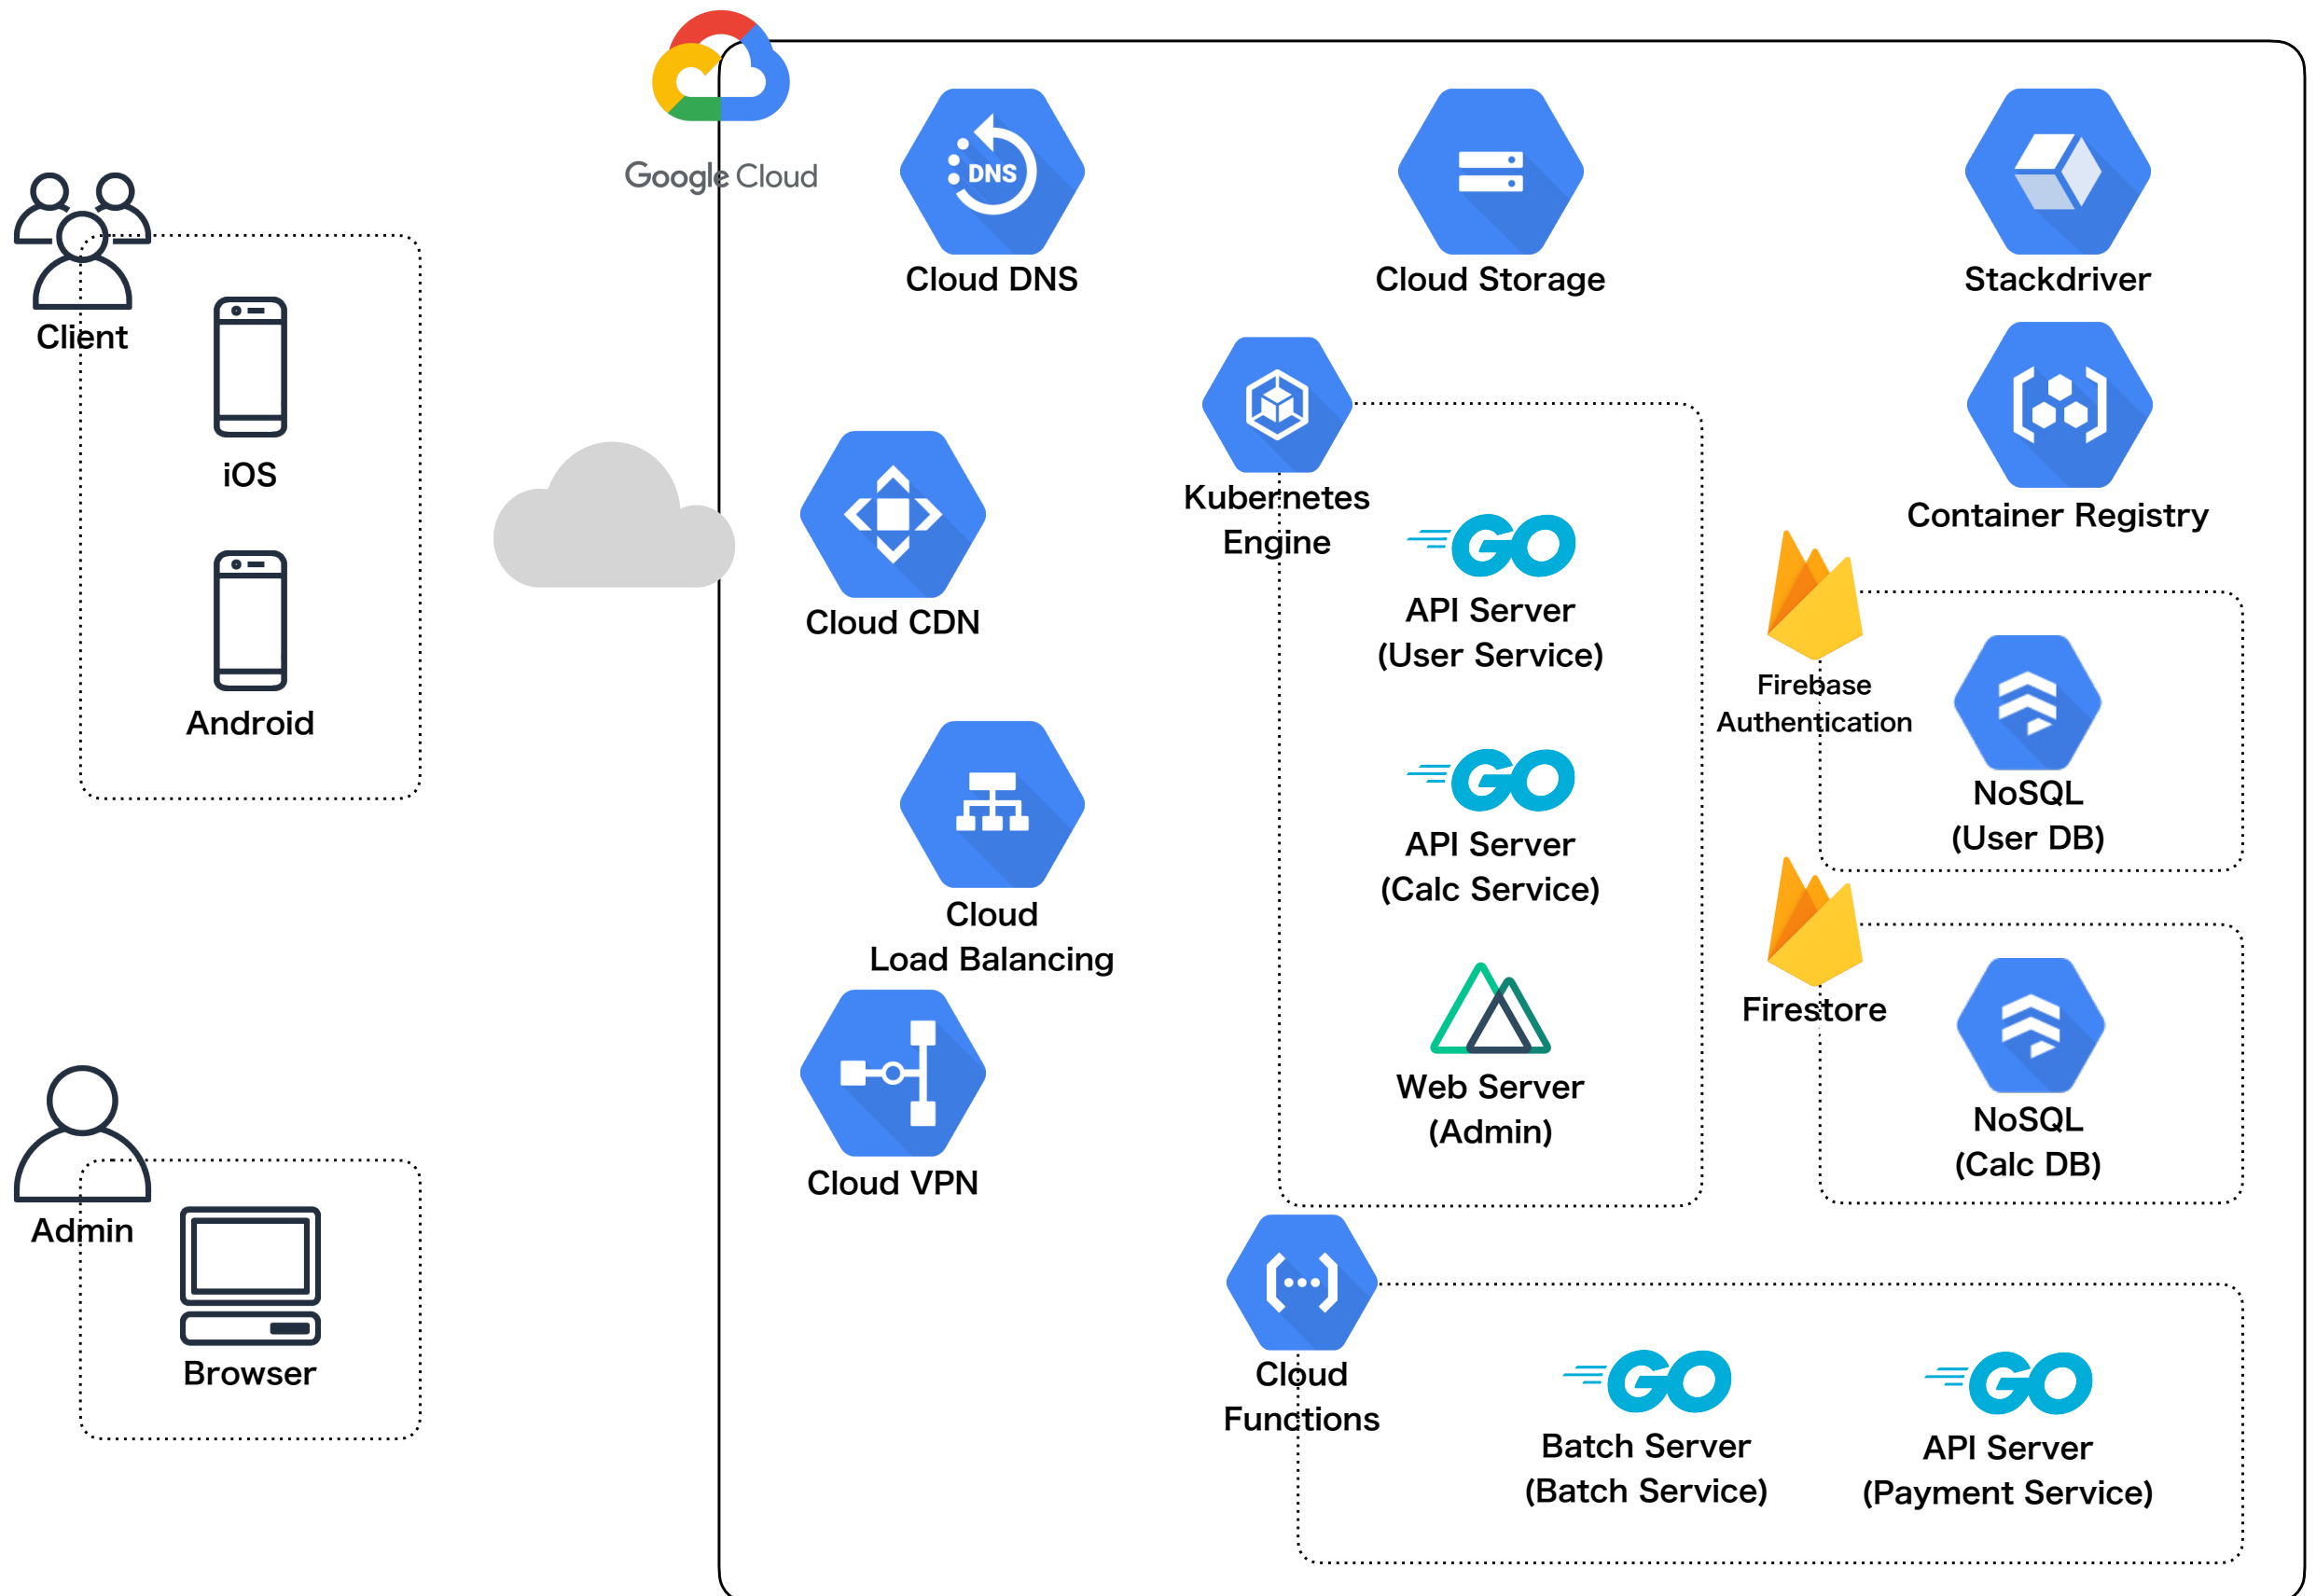 Google Cloud
DNS
Cloud DNS
Cloud Storage
Stackdriver
Client
iOS
Android
Cloud CDN
Kubernetes
Engine
Container Registry
GO
API Server
(User Service)
Firebase
Authentication
NoSQL
(User DB)
Cloud
Load Balancing
GO
API Server
(Calc Service)
Firestore
NoSQL
(Calc DB)
Web Server
(Admin)
Cloud VPN
Admin
Browser
Cloud
Functions
GO
Batch Server
(Batch Service)
GO
API Server
(Payment Service)